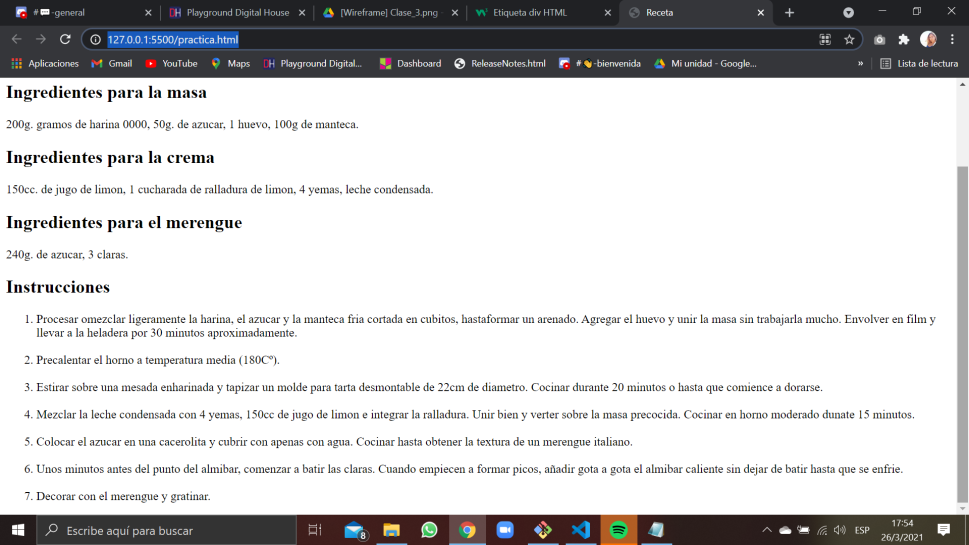 #💬-general
Playground Digital House
[Wireframe] Clase_3.png -
Etiqueta div HTML
Receta
127.0.0.1:5500/practica.html
Aplicaciones
Gmail
YouTube
Maps
Playground Digital...
Dashboard
ReleaseNotes.html
#👋-bienvenida
Mi unidad - Google...
»
Lista de lectura
Ingredientes para la masa
200g. gramos de harina 0000, 50g. de azucar, 1 huevo, 100g de manteca.
Ingredientes para la crema
150cc. de jugo de limon, 1 cucharada de ralladura de limon, 4 yemas, leche condensada.
Ingredientes para el merengue
240g. de azucar, 3 claras.
Instrucciones
1. Procesar omezclar ligeramente la harina, el azucar y la manteca fria cortada en cubitos, hastaformar un arenado. Agregar el huevo y unir la masa sin trabajarla mucho. Envolver en film y
llevar a la heladera por 30 minutos aproximadamente.
2. Precalentar el horno a temperatura media (180Cº).
3. Estirar sobre una mesada enharinada y tapizar un molde para tarta desmontable de 22cm de diametro. Cocinar durante 20 minutos o hasta que comience a dorarse.
4. Mezclar la leche condensada con 4 yemas, 150cc de jugo de limon e integrar la ralladura. Unir bien y verter sobre la masa precocida. Cocinar en horno moderado dunate 15 minutos.
5. Colocar el azucar en una cacerolita y cubrir con apenas con agua. Cocinar hasta obtener la textura de un merengue italiano.
6. Unos minutos antes del punto del almibar, comenzar a batir las claras. Cuando empiecen a formar picos, añadir gota a gota el almibar caliente sin dejar de batir hasta que se enfrie.
7. Decorar con el merengue y gratinar.
Escribe aquí para buscar
8
ESP
17:54
26/3/2021